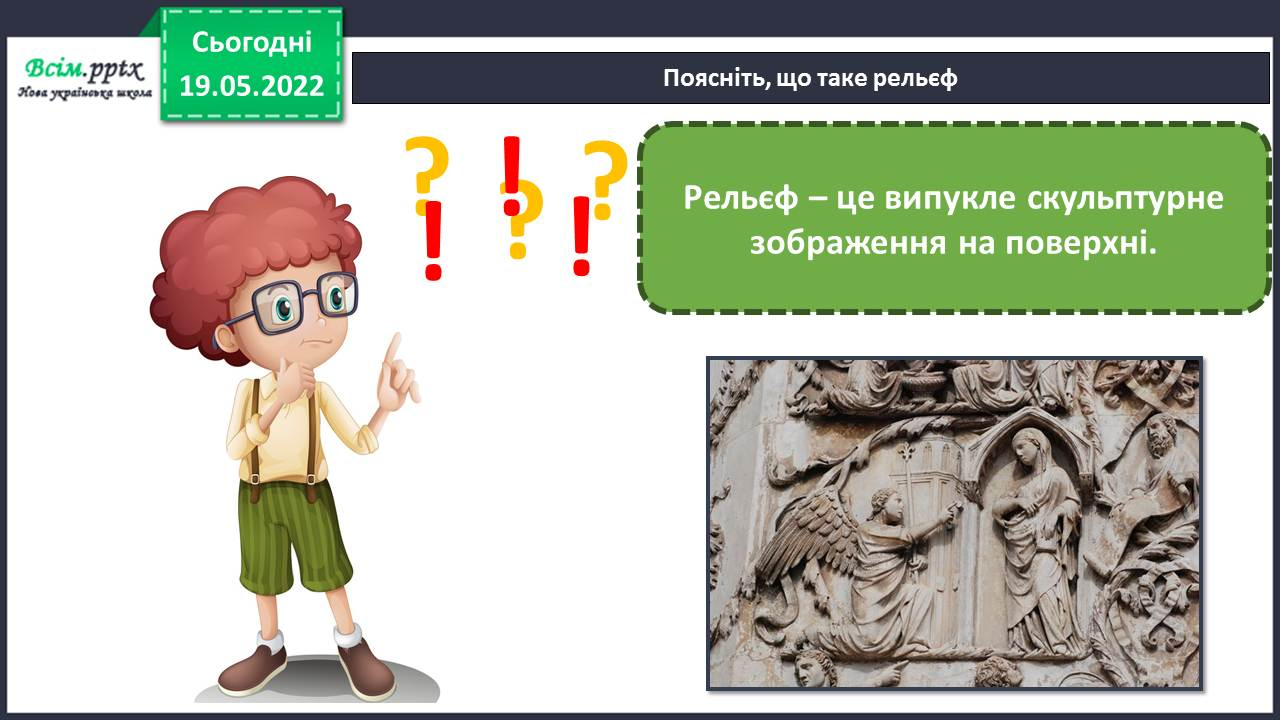 Сьогодні
19.05.2022
Всім.pptx
Нова українська школа
Поясніть, що таке рельєф
? ! ?
! ? !
Рельєф – це випукле скульптурне
зображення на поверхні.